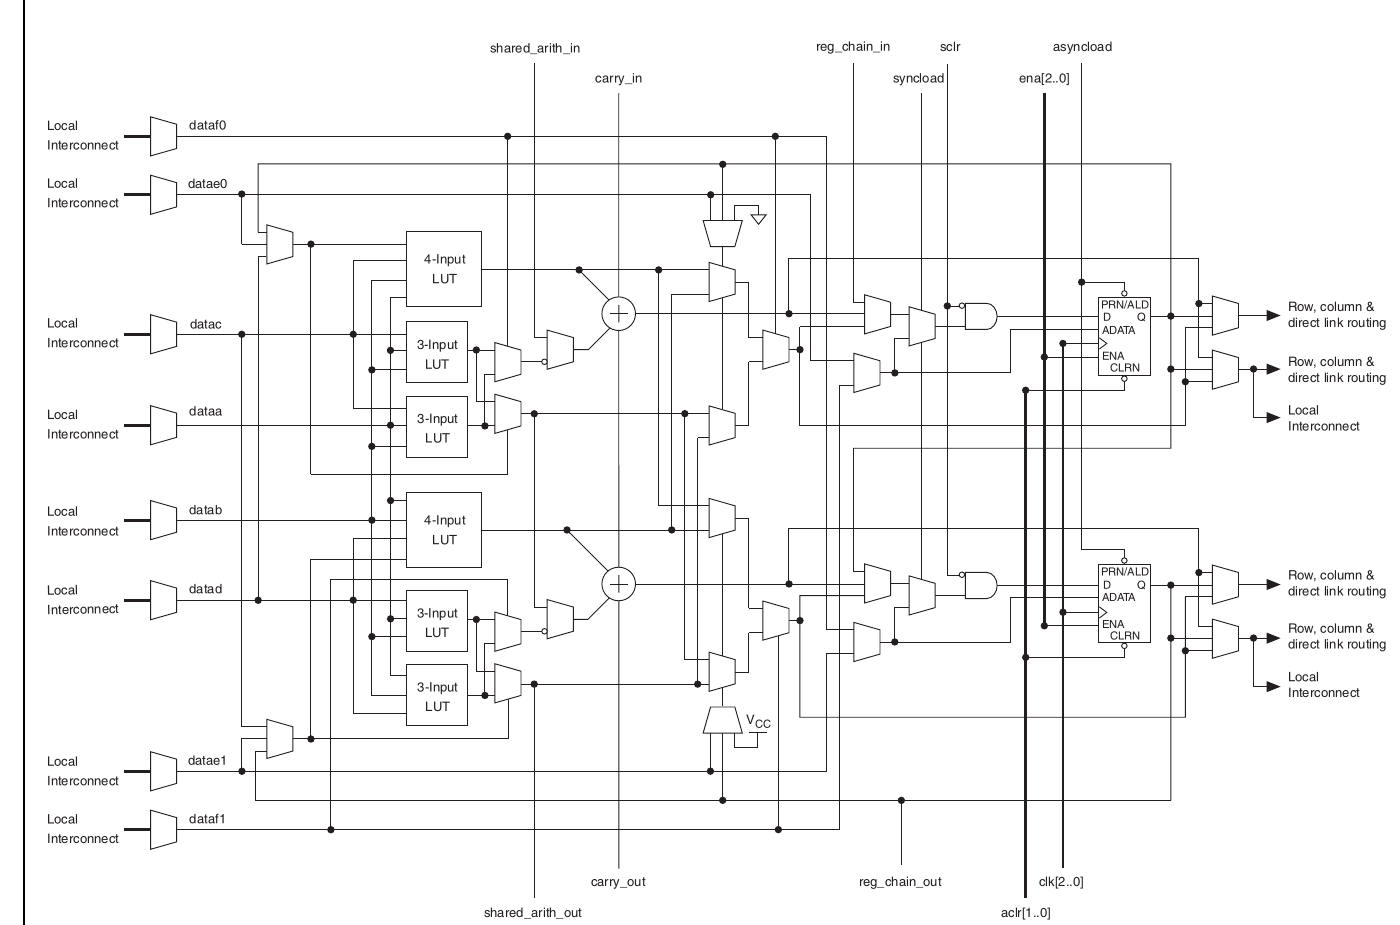 shared_arith_in
reg_chain_in
sclr
asyncload
carry_in
syncload
ena[2..0]
Local
Interconnect
dataf0
Local
Interconnect
datae0
4-Input
LUT
PRN/ALD
D Q
ADATA
ENA
CLRN
Row, column &
direct link routing
Local
Interconnect
datac
3-Input
LUT
Row, column &
direct link routing
Local
Interconnect
dataa
3-Input
LUT
Local
Interconnect
Local
Interconnect
datab
4-Input
LUT
Local
Interconnect
datad
3-Input
LUT
PRN/ALD
D Q
ADATA
ENA
CLRN
Row, column &
direct link routing
Row, column &
direct link routing
3-Input
LUT
Local
Interconnect
VCC
Local
Interconnect
datae1
Local
Interconnect
dataf1
carry_out
reg_chain_out
clk[2..0]
shared_arith_out
aclr[1..0]